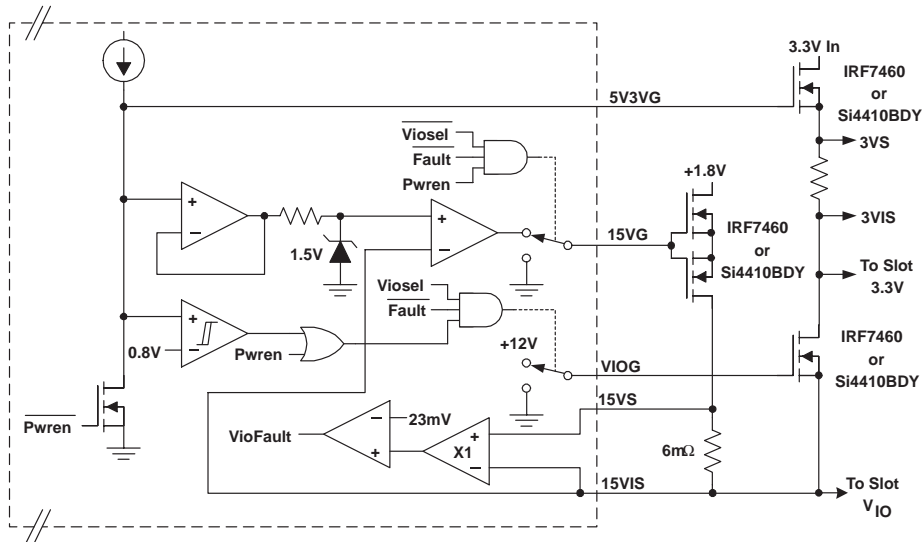 3.3V In
IRF7460
or
Si4410BDY
5V3VG
Viosel
Fault
Pwren
3VS
+1.8V
+
−
+
−
15VG
IRF7460
or
Si4410BDY
3VIS
1.5V
To Slot
3.3V
Viosel
Fault
+
−
0.8V
Pwren
+12V
VIOG
IRF7460
or
Si4410BDY
Pwren
15VS
−
23mV
VioFault
+
X1
+
−
6mΩ
15VIS
To Slot
VIO